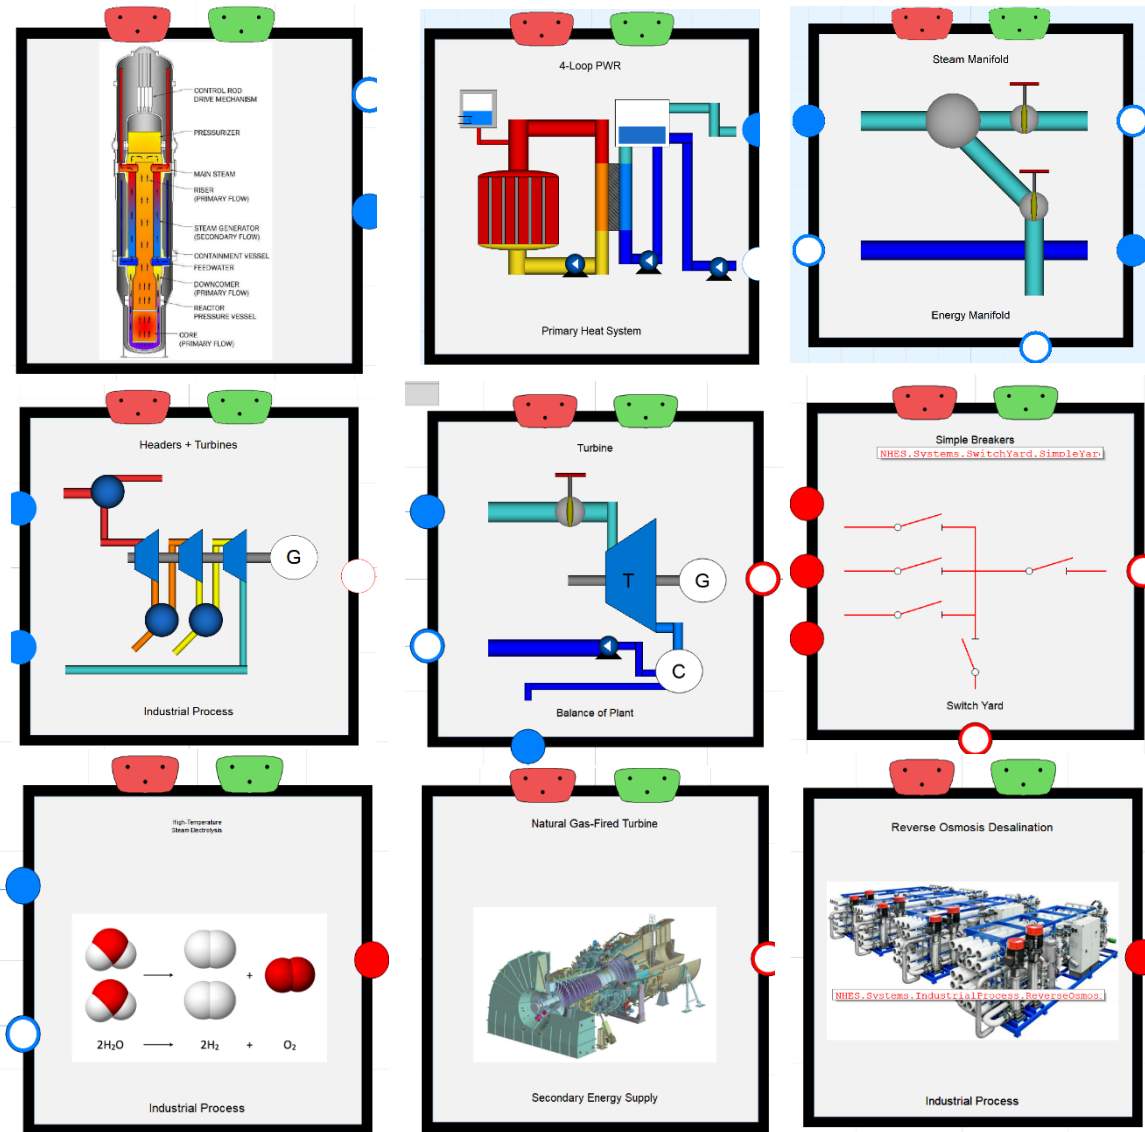 CONTROL ROD
DRIVE MECHANISM
PRESSURIZER
MAIN STEAM
RISER
(PRIMARY FLOW)
STEAM GENERATOR
(SECONDARY FLOW)
CONTAINMENT VESSEL
FEEDWATER
DOWNCOMER
(PRIMARY FLOW)
REACTOR
PRESSURE VESSEL
CORE
(PRIMARY FLOW)
4-Loop PWR
Primary Heat System
Steam Manifold
Energy Manifold
Headers + Turbines
G
Industrial Process
Turbine
T
G
C
Balance of Plant
Simple Breakers
NHES.Systems.SwitchYard.SimpleYar
Switch Yard
High-Temperature
Steam Electrolysis
2H₂O → 2H₂ + O₂
Industrial Process
Natural Gas-Fired Turbine
Secondary Energy Supply
Reverse Osmosis Desalination
NHES.Systems.IndustrialProcess.ReverseOsmos
Industrial Process